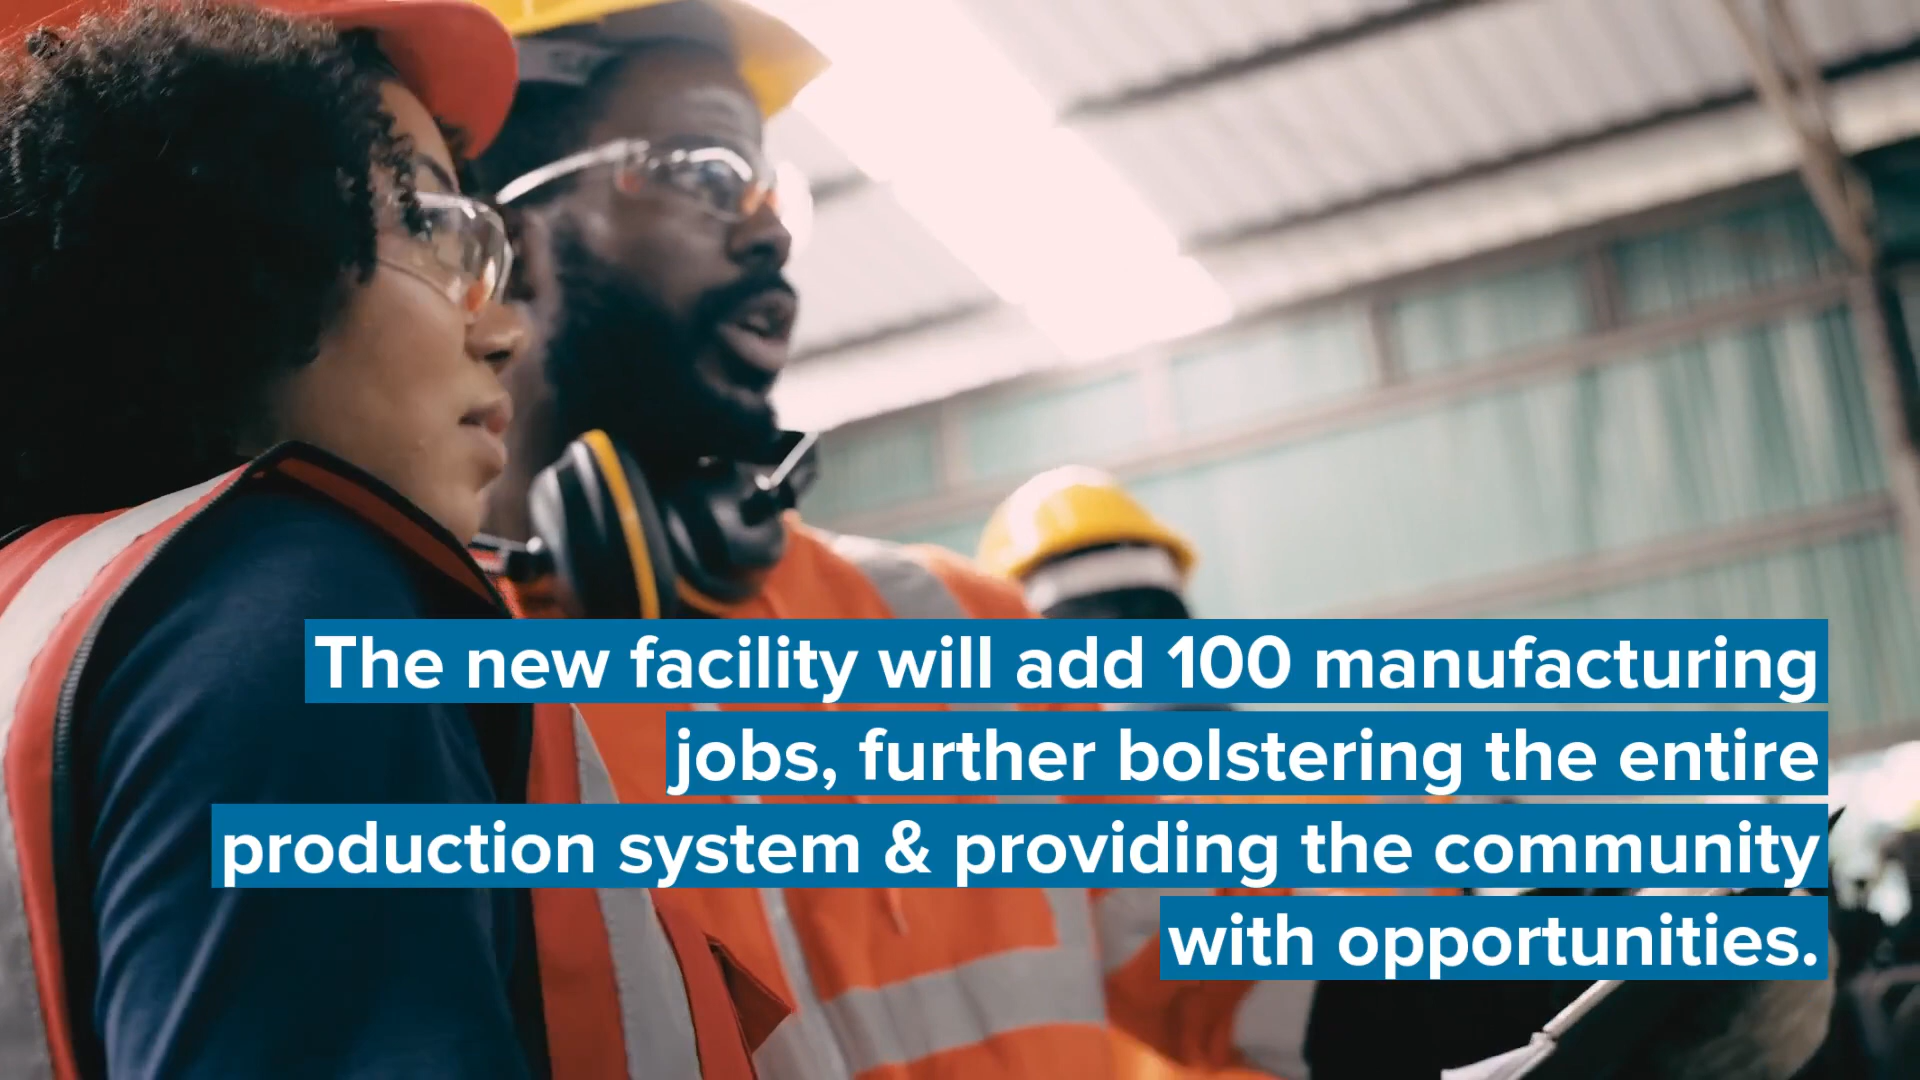 The new facility will add 100 manufacturing
jobs, further bolstering the entire
production system & providing the community
with opportunities.